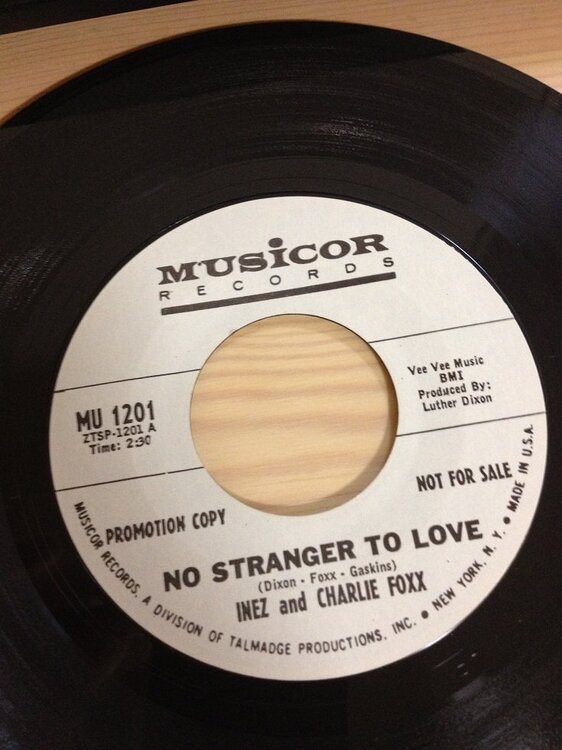 MUSICOR
RECORDS
Vee Vee Music
BMI
Produced By:
Luther Dixon
MU 1201
ZTSP-1201 A
Time: 2:30
NOT FOR SALE
PROMOTION COPY
NO STRANGER TO LOVE
(Dixon - Foxx - Gaskins)
INEZ and CHARLIE FOXX
MUSICOR RECORDS, A DIVISION OF TALMADGE PRODUCTIONS, INC. ● NEW YORK, N. Y. ● MADE IN U.S.A.